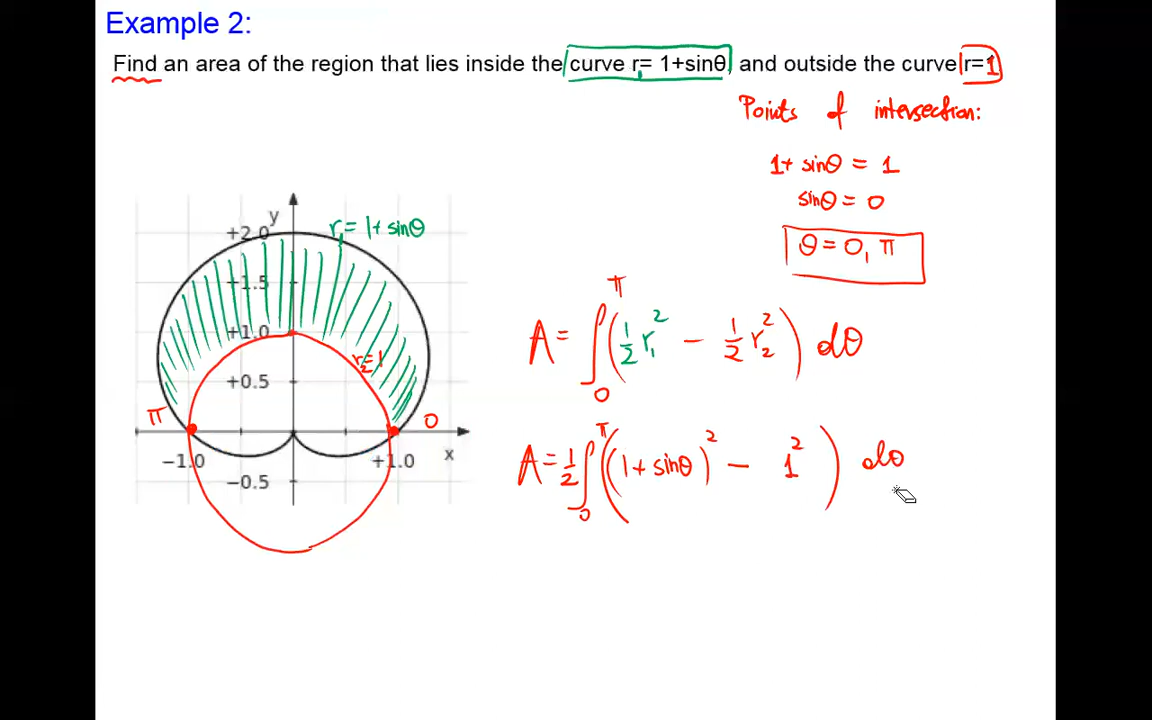 Example 2:
Find an area of the region that lies inside the curve r₁= 1+sinθ, and outside the curve r=1
Points of intersection:
1+ sinθ = 1
sinθ = 0
θ = 0, π
y
r₁= 1+ sinθ
+2.0
+1.5
+1.0
r₂=1
+0.5
π
0
−1.0
+1.0
x
−0.5
A= ∫₀^π (½ r₁² − ½ r₂²) dθ
A= ½ ∫₀^π ((1+ sinθ)² − 1²) dθ